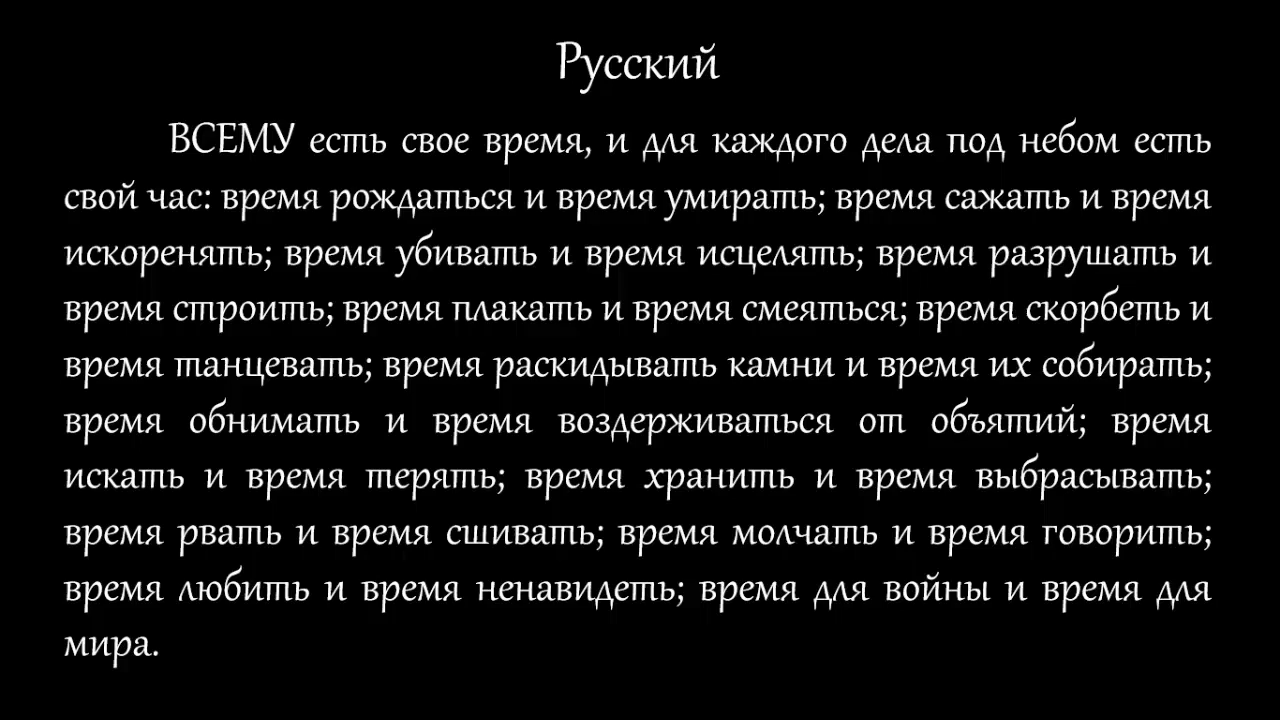 Русский
ВСЕМУ есть свое время, и для каждого дела под небом есть
свой час: время рождаться и время умирать; время сажать и время
искоренять; время убивать и время исцелять; время разрушать и
время строить; время плакать и время смеяться; время скорбеть и
время танцевать; время раскидывать камни и время их собирать;
время обнимать и время воздерживаться от объятий; время
искать и время терять; время хранить и время выбрасывать;
время рвать и время сшивать; время молчать и время говорить;
время любить и время ненавидеть; время для войны и время для
мира.